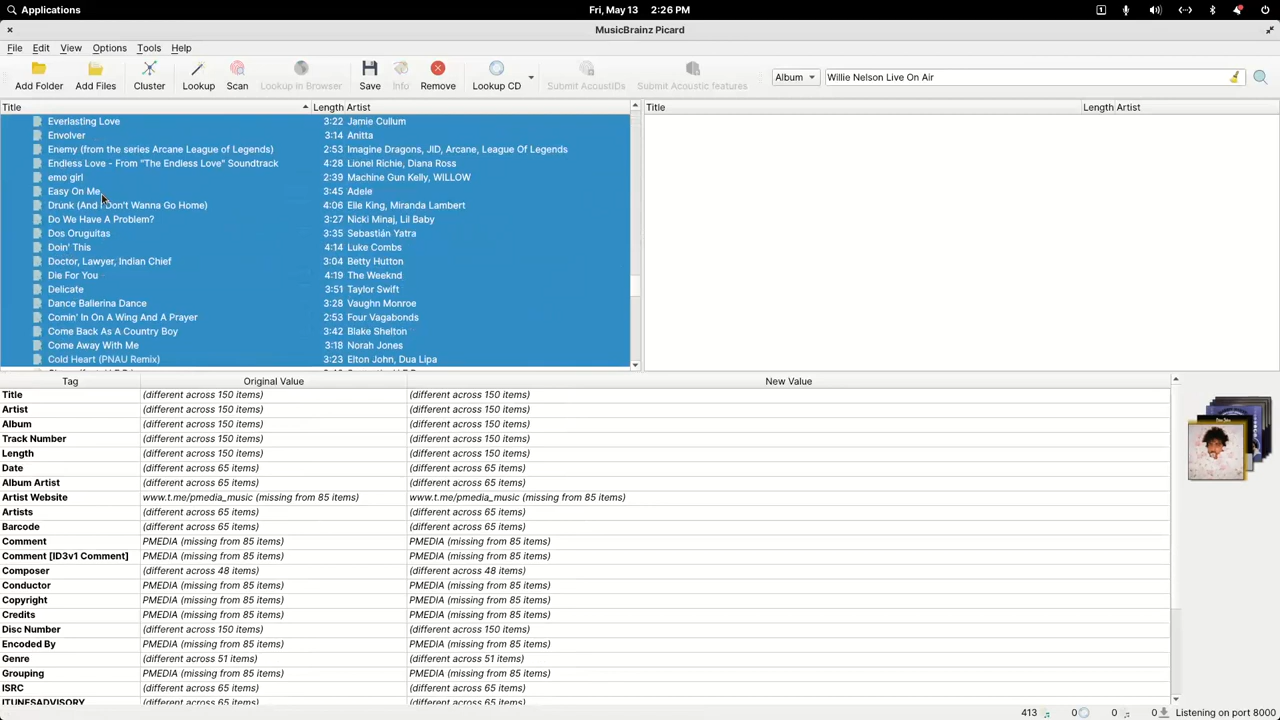 Applications
Fri, May 13 2:26 PM
1
MusicBrainz Picard
File Edit View Options Tools Help
Add Folder Add Files Cluster Lookup Scan Lookup in Browser Save Info Remove Lookup CD Submit AcoustIDs Submit Acoustic features Album Willie Nelson Live On Air
Title Length Artist Title Length Artist
Everlasting Love 3:22 Jamie Cullum
Envolver 3:14 Anitta
Enemy (from the series Arcane League of Legends) 2:53 Imagine Dragons, JID, Arcane, League Of Legends
Endless Love - From "The Endless Love" Soundtrack 4:28 Lionel Richie, Diana Ross
emo girl 2:39 Machine Gun Kelly, WILLOW
Easy On Me 3:45 Adele
Drunk (And I Don't Wanna Go Home) 4:06 Elle King, Miranda Lambert
Do We Have A Problem? 3:27 Nicki Minaj, Lil Baby
Dos Oruguitas 3:35 Sebastián Yatra
Doin' This 4:14 Luke Combs
Doctor, Lawyer, Indian Chief 3:04 Betty Hutton
Die For You 4:19 The Weeknd
Delicate 3:51 Taylor Swift
Dance Ballerina Dance 3:28 Vaughn Monroe
Comin' In On A Wing And A Prayer 2:53 Four Vagabonds
Come Back As A Country Boy 3:42 Blake Shelton
Come Away With Me 3:18 Norah Jones
Cold Heart (PNAU Remix) 3:23 Elton John, Dua Lipa
Tag Original Value New Value
Title (different across 150 items) (different across 150 items)
Artist (different across 150 items) (different across 150 items)
Album (different across 150 items) (different across 150 items)
Track Number (different across 150 items) (different across 150 items)
Length (different across 150 items) (different across 150 items)
Date (different across 65 items) (different across 65 items)
Album Artist (different across 65 items) (different across 65 items)
Artist Website www.t.me/pmedia_music (missing from 85 items) www.t.me/pmedia_music (missing from 85 items)
Artists (different across 65 items) (different across 65 items)
Barcode (different across 65 items) (different across 65 items)
Comment PMEDIA (missing from 85 items) PMEDIA (missing from 85 items)
Comment [ID3v1 Comment] PMEDIA (missing from 85 items) PMEDIA (missing from 85 items)
Composer (different across 48 items) (different across 48 items)
Conductor PMEDIA (missing from 85 items) PMEDIA (missing from 85 items)
Copyright PMEDIA (missing from 85 items) PMEDIA (missing from 85 items)
Credits PMEDIA (missing from 85 items) PMEDIA (missing from 85 items)
Disc Number (different across 150 items) (different across 150 items)
Encoded By PMEDIA (missing from 85 items) PMEDIA (missing from 85 items)
Genre (different across 51 items) (different across 51 items)
Grouping PMEDIA (missing from 85 items) PMEDIA (missing from 85 items)
ISRC (different across 65 items) (different across 65 items)
ITUNESADVISORY (different across 65 items) (different across 65 items)
413 0 0 0 Listening on port 8000